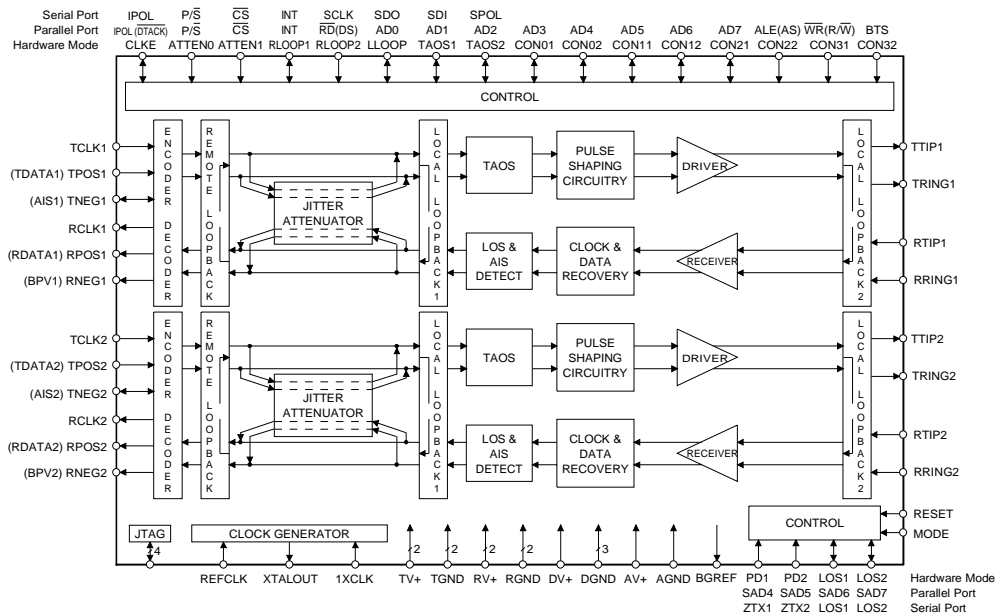 Serial Port IPOL P/S CS INT SCLK SDO SDI SPOL
Parallel Port IPOL (DTACK) P/S CS INT RD(DS) AD0 AD1 AD2 AD3 AD4 AD5 AD6 AD7 ALE(AS) WR(R/W) BTS
Hardware Mode CLKE ATTEN0 ATTEN1 RLOOP1 RLOOP2 LLOOP TAOS1 TAOS2 CON01 CON02 CON11 CON12 CON21 CON22 CON31 CON32
CONTROL
TCLK1
(TDATA1) TPOS1
(AIS1) TNEG1
RCLK1
(RDATA1) RPOS1
(BPV1) RNEG1
ENCODER DECODER
REMOTE LOOPBACK
JITTER
ATTENUATOR
LOCAL LOOPBACK1
TAOS
PULSE
SHAPING
CIRCUITRY
DRIVER
LOS &
AIS
DETECT
CLOCK &
DATA
RECOVERY
RECEIVER
LOCAL LOOPBACK2
TTIP1
TRING1
RTIP1
RRING1
TCLK2
(TDATA2) TPOS2
(AIS2) TNEG2
RCLK2
(RDATA2) RPOS2
(BPV2) RNEG2
ENCODER DECODER
REMOTE LOOPBACK
JITTER
ATTENUATOR
LOCAL LOOPBACK1
TAOS
PULSE
SHAPING
CIRCUITRY
DRIVER
LOS &
AIS
DETECT
CLOCK &
DATA
RECOVERY
RECEIVER
LOCAL LOOPBACK2
TTIP2
TRING2
RTIP2
RRING2
RESET
MODE
JTAG
CLOCK GENERATOR
CONTROL
4 2 2 2 2 3
REFCLK XTALOUT 1XCLK TV+ TGND RV+ RGND DV+ DGND AV+ AGND BGREF PD1 PD2 LOS1 LOS2 Hardware Mode
SAD4 SAD5 SAD6 SAD7 Parallel Port
ZTX1 ZTX2 LOS1 LOS2 Serial Port